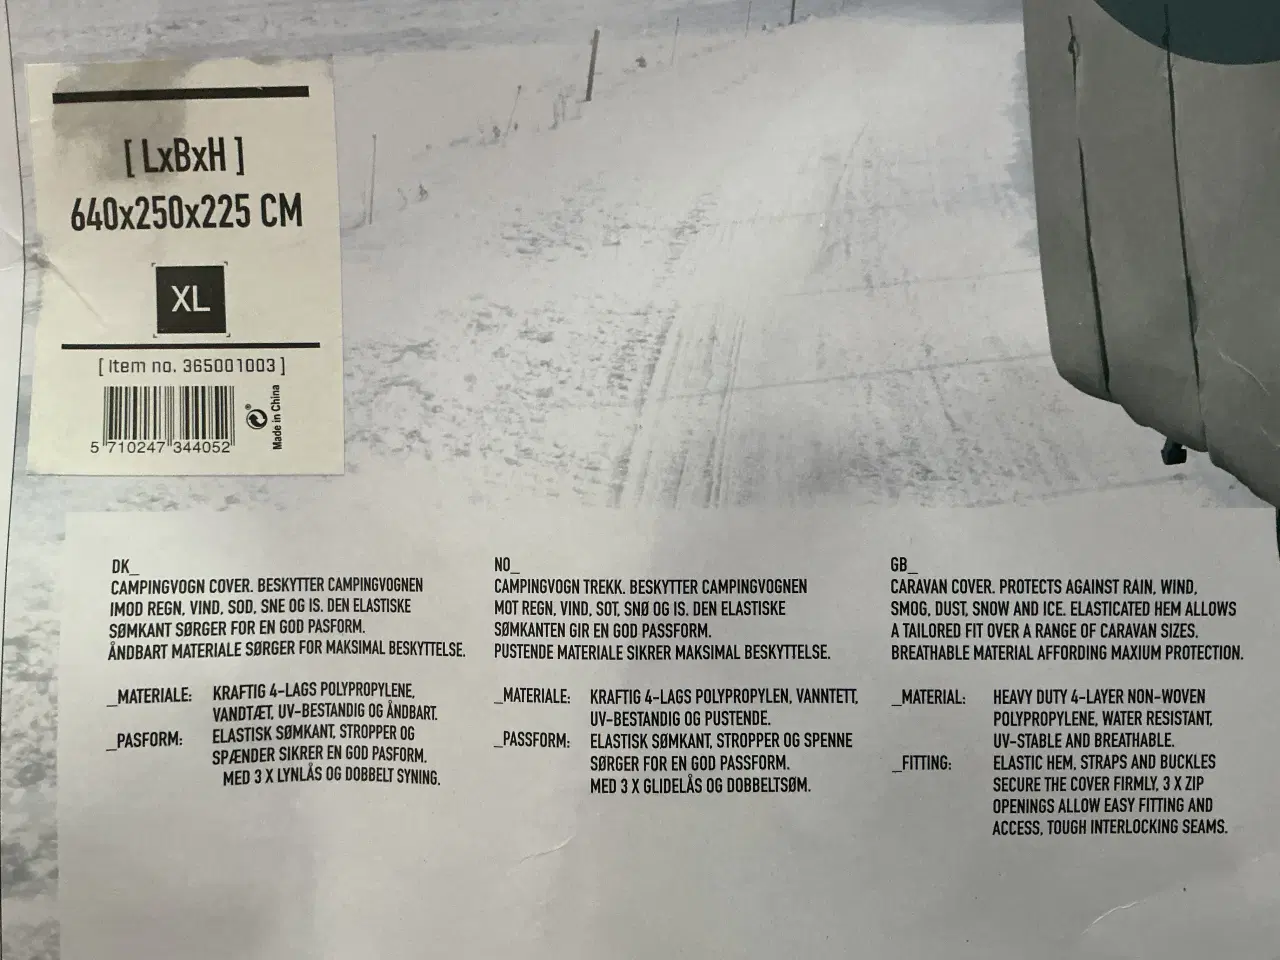 [ LxBxH ]
640x250x225 CM
XL
[ Item no. 365001003 ]
5 710247 344052
Made in China
DK_
CAMPINGVOGN COVER. BESKYTTER CAMPINGVOGNEN
IMOD REGN, VIND, SOD, SNE OG IS. DEN ELASTISKE
SØMKANT SØRGER FOR EN GOD PASFORM.
ÅNDBART MATERIALE SØRGER FOR MAKSIMAL BESKYTTELSE.
_MATERIALE: KRAFTIG 4-LAGS POLYPROPYLENE,
VANDTÆT, UV-BESTANDIG OG ÅNDBART.
_PASFORM: ELASTISK SØMKANT, STROPPER OG
SPÆNDER SIKRER EN GOD PASFORM.
MED 3 X LYNLÅS OG DOBBELT SYNING.
NO_
CAMPINGVOGN TREKK. BESKYTTER CAMPINGVOGNEN
MOT REGN, VIND, SOT, SNØ OG IS. DEN ELASTISKE
SØMKANTEN GIR EN GOD PASSFORM.
PUSTENDE MATERIALE SIKRER MAKSIMAL BESKYTTELSE.
_MATERIALE: KRAFTIG 4-LAGS POLYPROPYLEN, VANNTETT,
UV-BESTANDIG OG PUSTENDE.
_PASSFORM: ELASTISK SØMKANT, STROPPER OG SPENNE
SØRGER FOR EN GOD PASSFORM.
MED 3 X GLIDELÅS OG DOBBELTSØM.
GB_
CARAVAN COVER. PROTECTS AGAINST RAIN, WIND,
SMOG, DUST, SNOW AND ICE. ELASTICATED HEM ALLOWS
A TAILORED FIT OVER A RANGE OF CARAVAN SIZES.
BREATHABLE MATERIAL AFFORDING MAXIUM PROTECTION.
_MATERIAL: HEAVY DUTY 4-LAYER NON-WOVEN
POLYPROPYLENE, WATER RESISTANT,
UV-STABLE AND BREATHABLE.
_FITTING: ELASTIC HEM, STRAPS AND BUCKLES
SECURE THE COVER FIRMLY, 3 X ZIP
OPENINGS ALLOW EASY FITTING AND
ACCESS, TOUGH INTERLOCKING SEAMS.